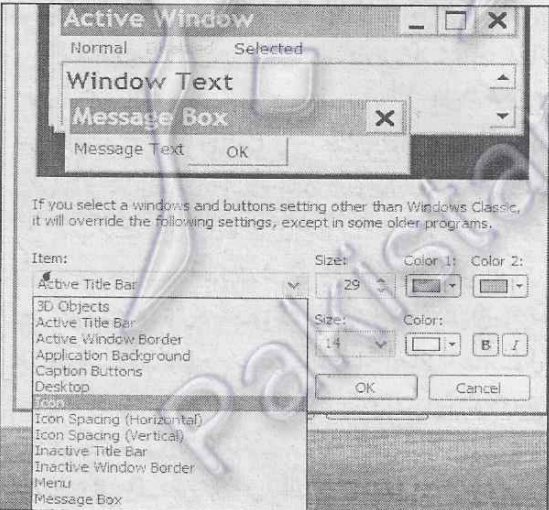 Active Window
Normal Selected
Window Text
Message Box
Message Text OK
If you select a windows and buttons setting other than Windows Classic,
it will override the following settings, except in some older programs.
Item: Size: Color 1: Color 2:
Active Title Bar 29
3D Objects
Active Title Bar
Active Window Border
Application Background
Caption Buttons
Desktop
Icon
Icon Spacing (Horizontal)
Icon Spacing (Vertical)
Inactive Title Bar
Inactive Window Border
Menu
Message Box
Size: Color:
14 B I
OK Cancel
Pakistan